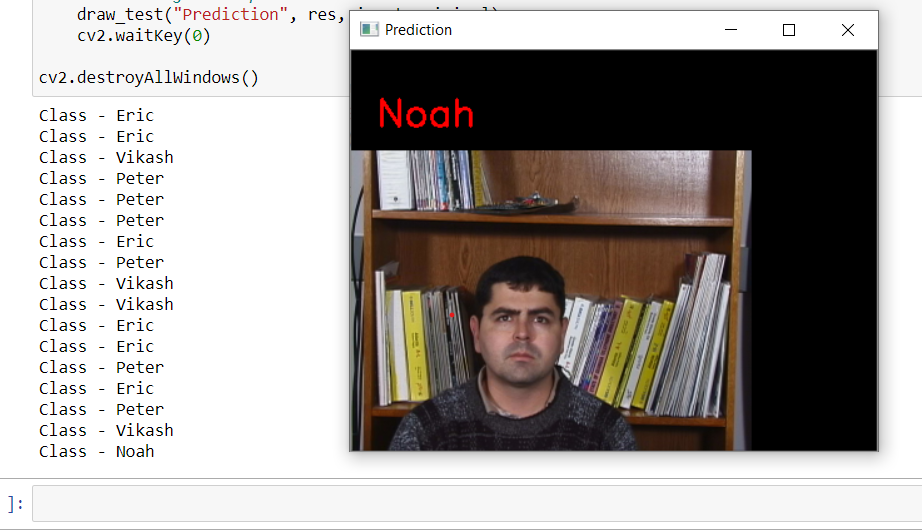 draw_test("Prediction", res,
cv2.waitKey(0)
cv2.destroyAllWindows()
Class - Eric
Class - Eric
Class - Vikash
Class - Peter
Class - Peter
Class - Peter
Class - Eric
Class - Peter
Class - Vikash
Class - Vikash
Class - Eric
Class - Eric
Class - Peter
Class - Eric
Class - Peter
Class - Vikash
Class - Noah
]:
Prediction
Noah